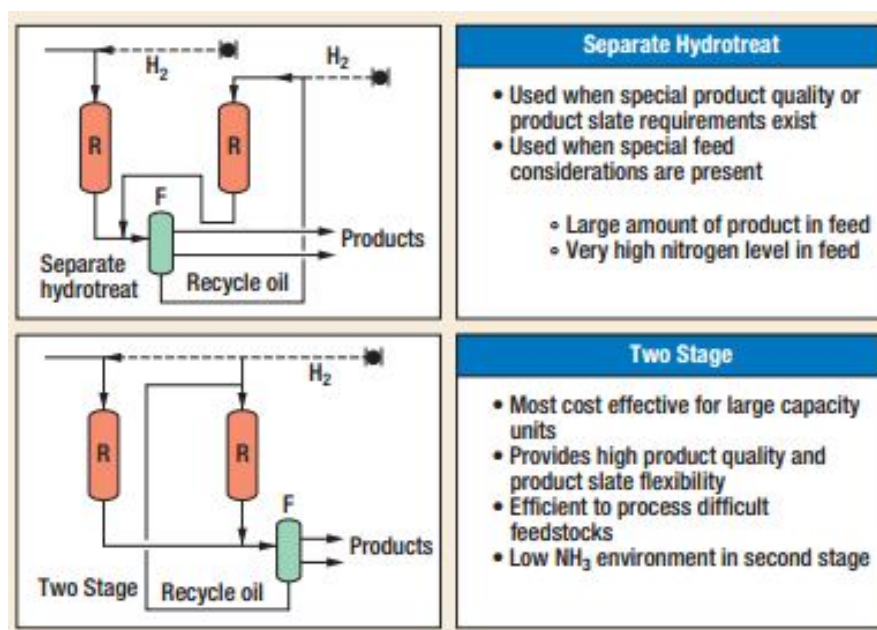 H2
H2
R
R
F
Products
Separate
hydrotreat
Recycle oil
Separate Hydrotreat
• Used when special product quality or
product slate requirements exist
• Used when special feed
considerations are present
∘ Large amount of product in feed
∘ Very high nitrogen level in feed
H2
R
R
F
Products
Two Stage
Recycle oil
Two Stage
• Most cost effective for large capacity
units
• Provides high product quality and
product slate flexibility
• Efficient to process difficult
feedstocks
• Low NH3 environment in second stage